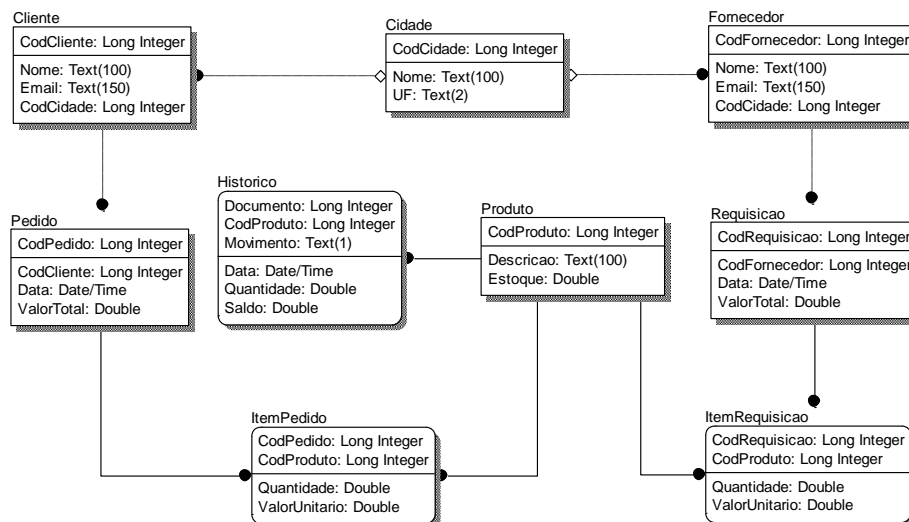 Cliente
CodCliente: Long Integer
Nome: Text(100)
Email: Text(150)
CodCidade: Long Integer
Cidade
CodCidade: Long Integer
Nome: Text(100)
UF: Text(2)
Fornecedor
CodFornecedor: Long Integer
Nome: Text(100)
Email: Text(150)
CodCidade: Long Integer
Pedido
CodPedido: Long Integer
CodCliente: Long Integer
Data: Date/Time
ValorTotal: Double
Historico
Documento: Long Integer
CodProduto: Long Integer
Movimento: Text(1)
Data: Date/Time
Quantidade: Double
Saldo: Double
Produto
CodProduto: Long Integer
Descricao: Text(100)
Estoque: Double
Requisicao
CodRequisicao: Long Integer
CodFornecedor: Long Integer
Data: Date/Time
ValorTotal: Double
ItemPedido
CodPedido: Long Integer
CodProduto: Long Integer
Quantidade: Double
ValorUnitario: Double
ItemRequisicao
CodRequisicao: Long Integer
CodProduto: Long Integer
Quantidade: Double
ValorUnitario: Double